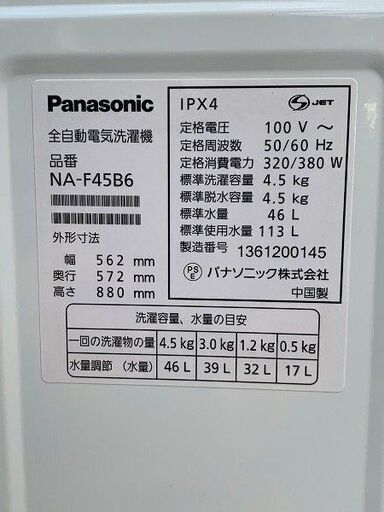 Panasonic
全自動電気洗濯機
品番
NA-F45B6
外形寸法
幅 562 mm
奥行 572 mm
高さ 880 mm
IPX4
S JET
定格電圧 100 V ～
定格周波数 50/60 Hz
定格消費電力 320/380 W
標準洗濯容量 4.5 kg
標準脱水容量 4.5 kg
標準水量 46 L
標準使用水量 113 L
製造番号 1361200145
PSE パナソニック株式会社
中国製
洗濯容量、水量の目安
一回の洗濯物の量 4.5 kg 3.0 kg 1.2 kg 0.5 kg
水量調節（水量） 46 L 39 L 32 L 17 L